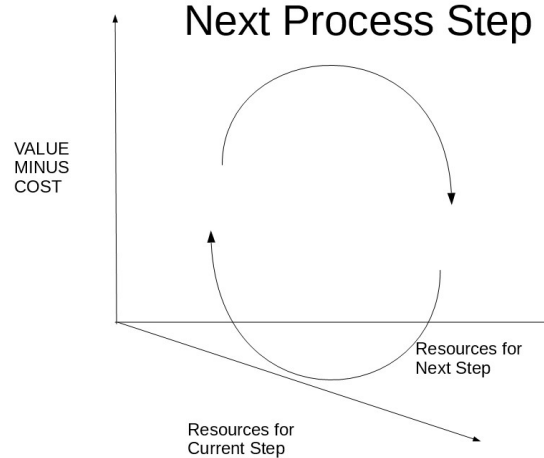 Next Process Step
VALUE
MINUS
COST
Resources for
Next Step
Resources for
Current Step